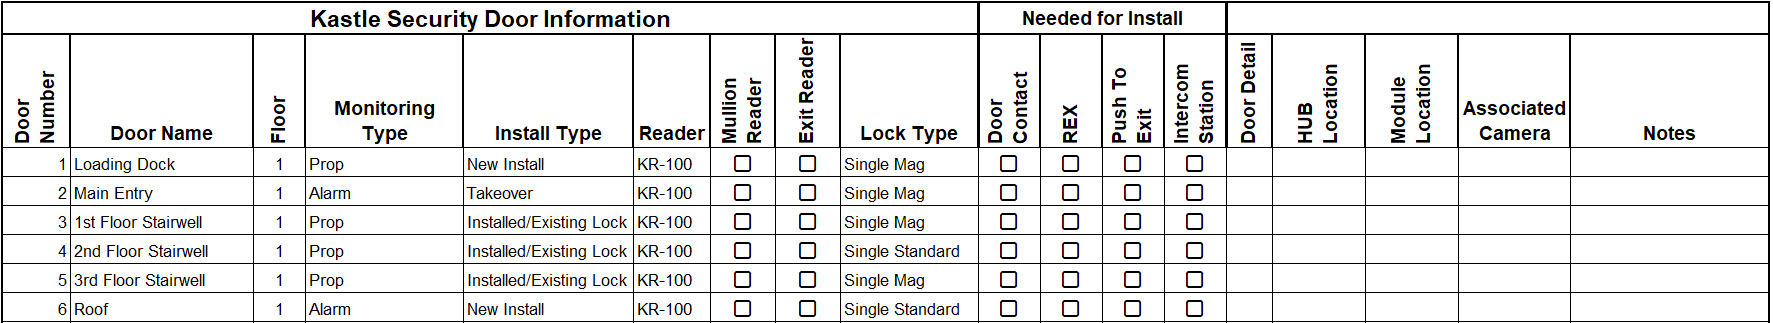 Kastle Security Door Information Needed for Install
Door Number Door Name Floor Monitoring Type Install Type Reader Mullion Reader Exit Reader Lock Type Door Contact REX Push To Exit Intercom Station Door Detail HUB Location Module Location Associated Camera Notes
1 Loading Dock 1 Prop New Install KR-100 Single Mag
2 Main Entry 1 Alarm Takeover KR-100 Single Mag
3 1st Floor Stairwell 1 Prop Installed/Existing Lock KR-100 Single Mag
4 2nd Floor Stairwell 1 Prop Installed/Existing Lock KR-100 Single Standard
5 3rd Floor Stairwell 1 Prop Installed/Existing Lock KR-100 Single Mag
6 Roof 1 Alarm New Install KR-100 Single Standard